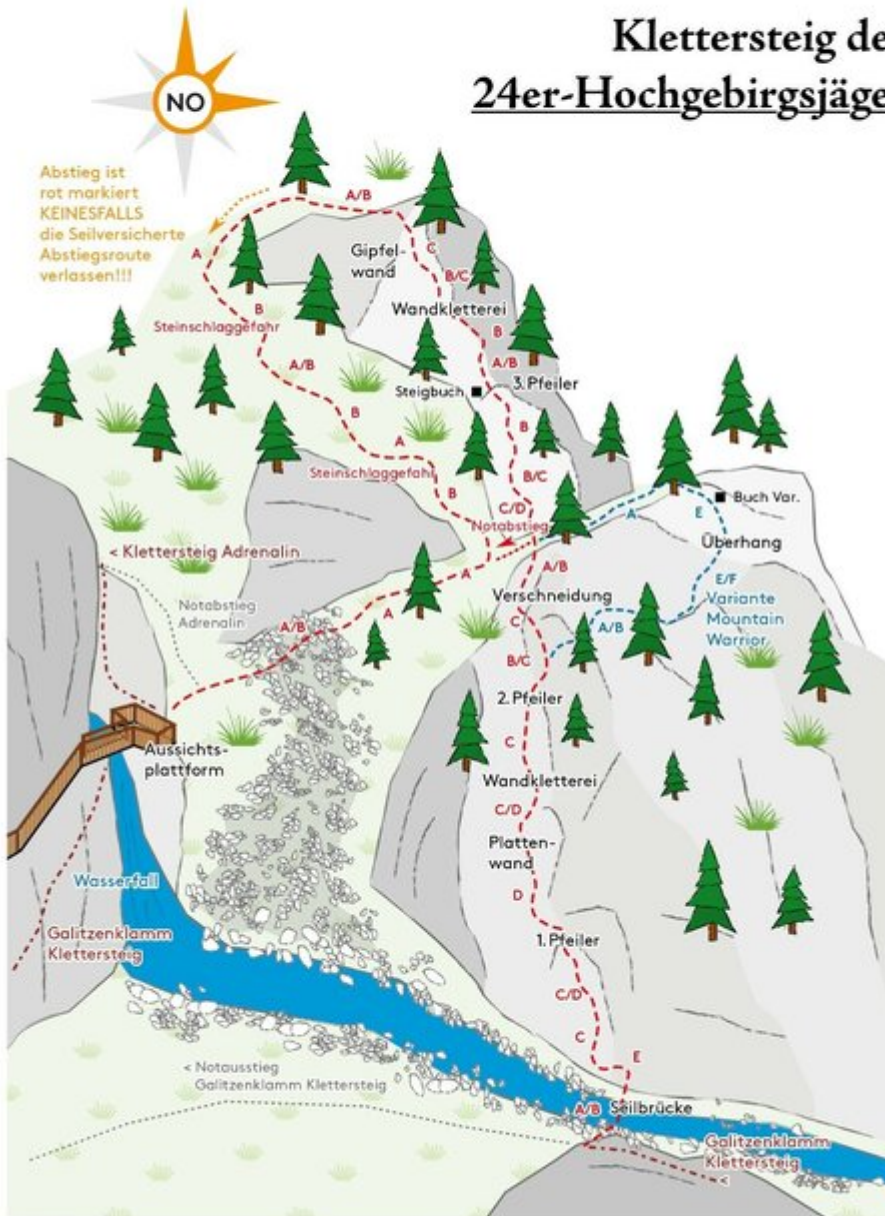 Klettersteig de
24er-Hochgebirgsjäge
NO
Abstieg ist
rot markiert
KEINESFALLS
die Seilversicherte
Abstiegsroute
verlassen!!!
A/B
A
C
Gipfel-
wand
B/C
B
Wandkletterei
Steinschlaggefahr
B
A/B
A/B
3. Pfeiler
Steigbuch
B
B
A
Steinschlaggefahr
B/C
B
C/D
Buch Var.
Notabstieg
A
E
Überhang
< Klettersteig Adrenalin
A
A/B
E/F
Notabstieg
Adrenalin
A
Verschneidung
Variante
Mountain
Warrior
A/B
C
A/B
B/C
2. Pfeiler
Aussichts-
plattform
C
Wandkletterei
C/D
Platten-
wand
Wasserfall
D
Galitzenklamm
Klettersteig
1. Pfeiler
C/D
C
E
< Notausstieg
Galitzenklamm Klettersteig
A/B
Seilbrücke
Galitzenklamm
Klettersteig
<